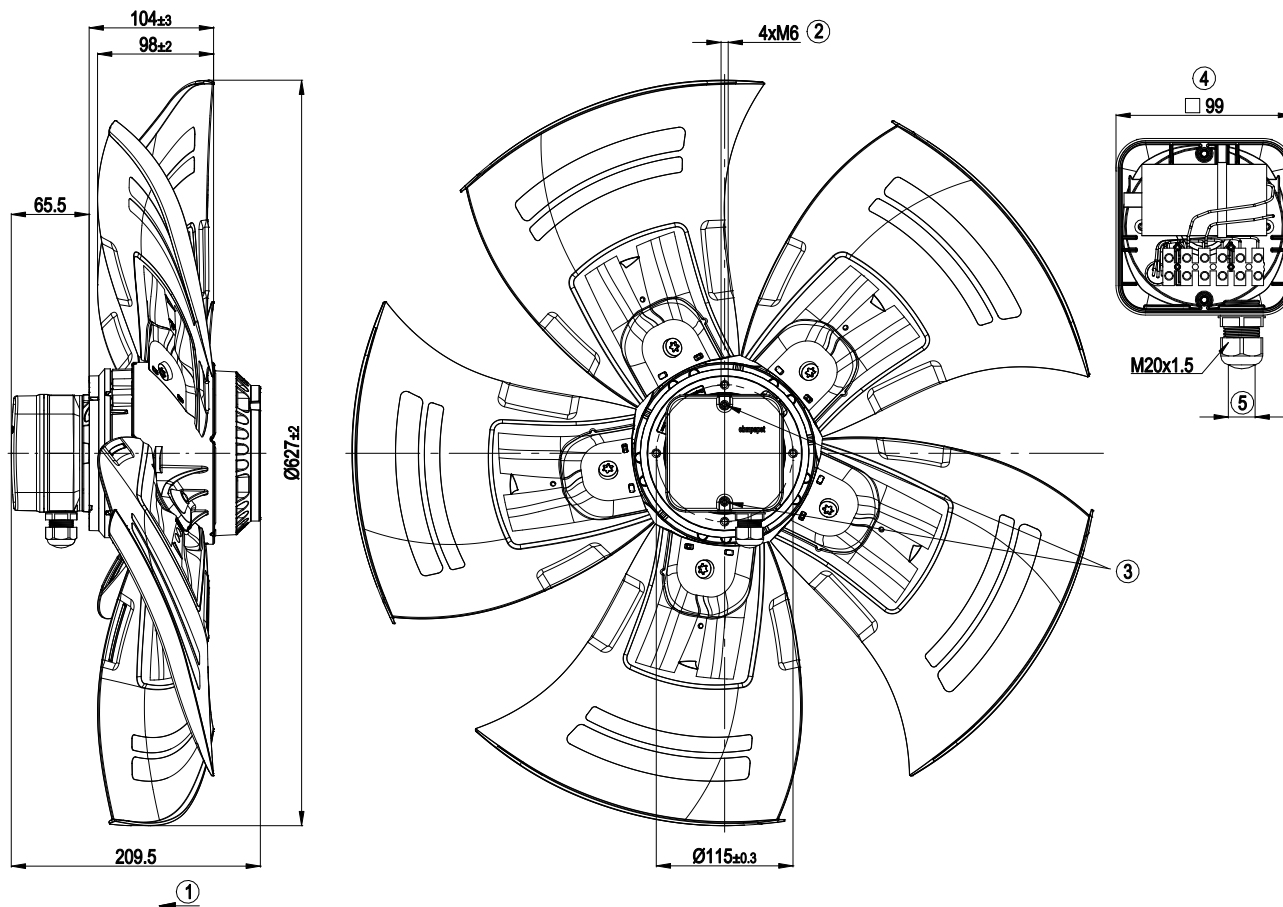 104±3
98±2
4xM6 ②
④
□ 99
65.5
M20x1.5
⑤
Ø627±2
ebmpapst
③
209.5
Ø115±0.3
①